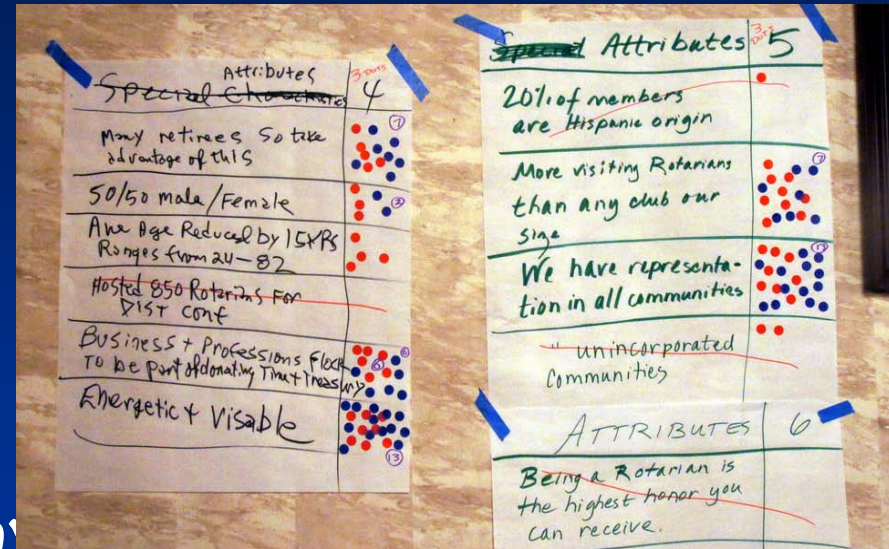 Attributes
Special Characteristics
3 DOTS
4
Many retirees so take
advantage of this
7
50/50 male/Female
3
Ave Age Reduced by 15 YRS
Ranges from 24-82
Hosted 850 Rotarians For
DIST conf
Business + Professions Flock
To be part of donating Time + Treasury
6
Energetic + Visable
13
Special Attributes
3 DOTS
5
20% of members
are Hispanic origin
More visiting Rotarians
than any club our
size
7
We have representa-
tion in all communities
" unincorporated
Communities
ATTRIBUTES 6
Being a Rotarian is
the highest honor you
can receive.